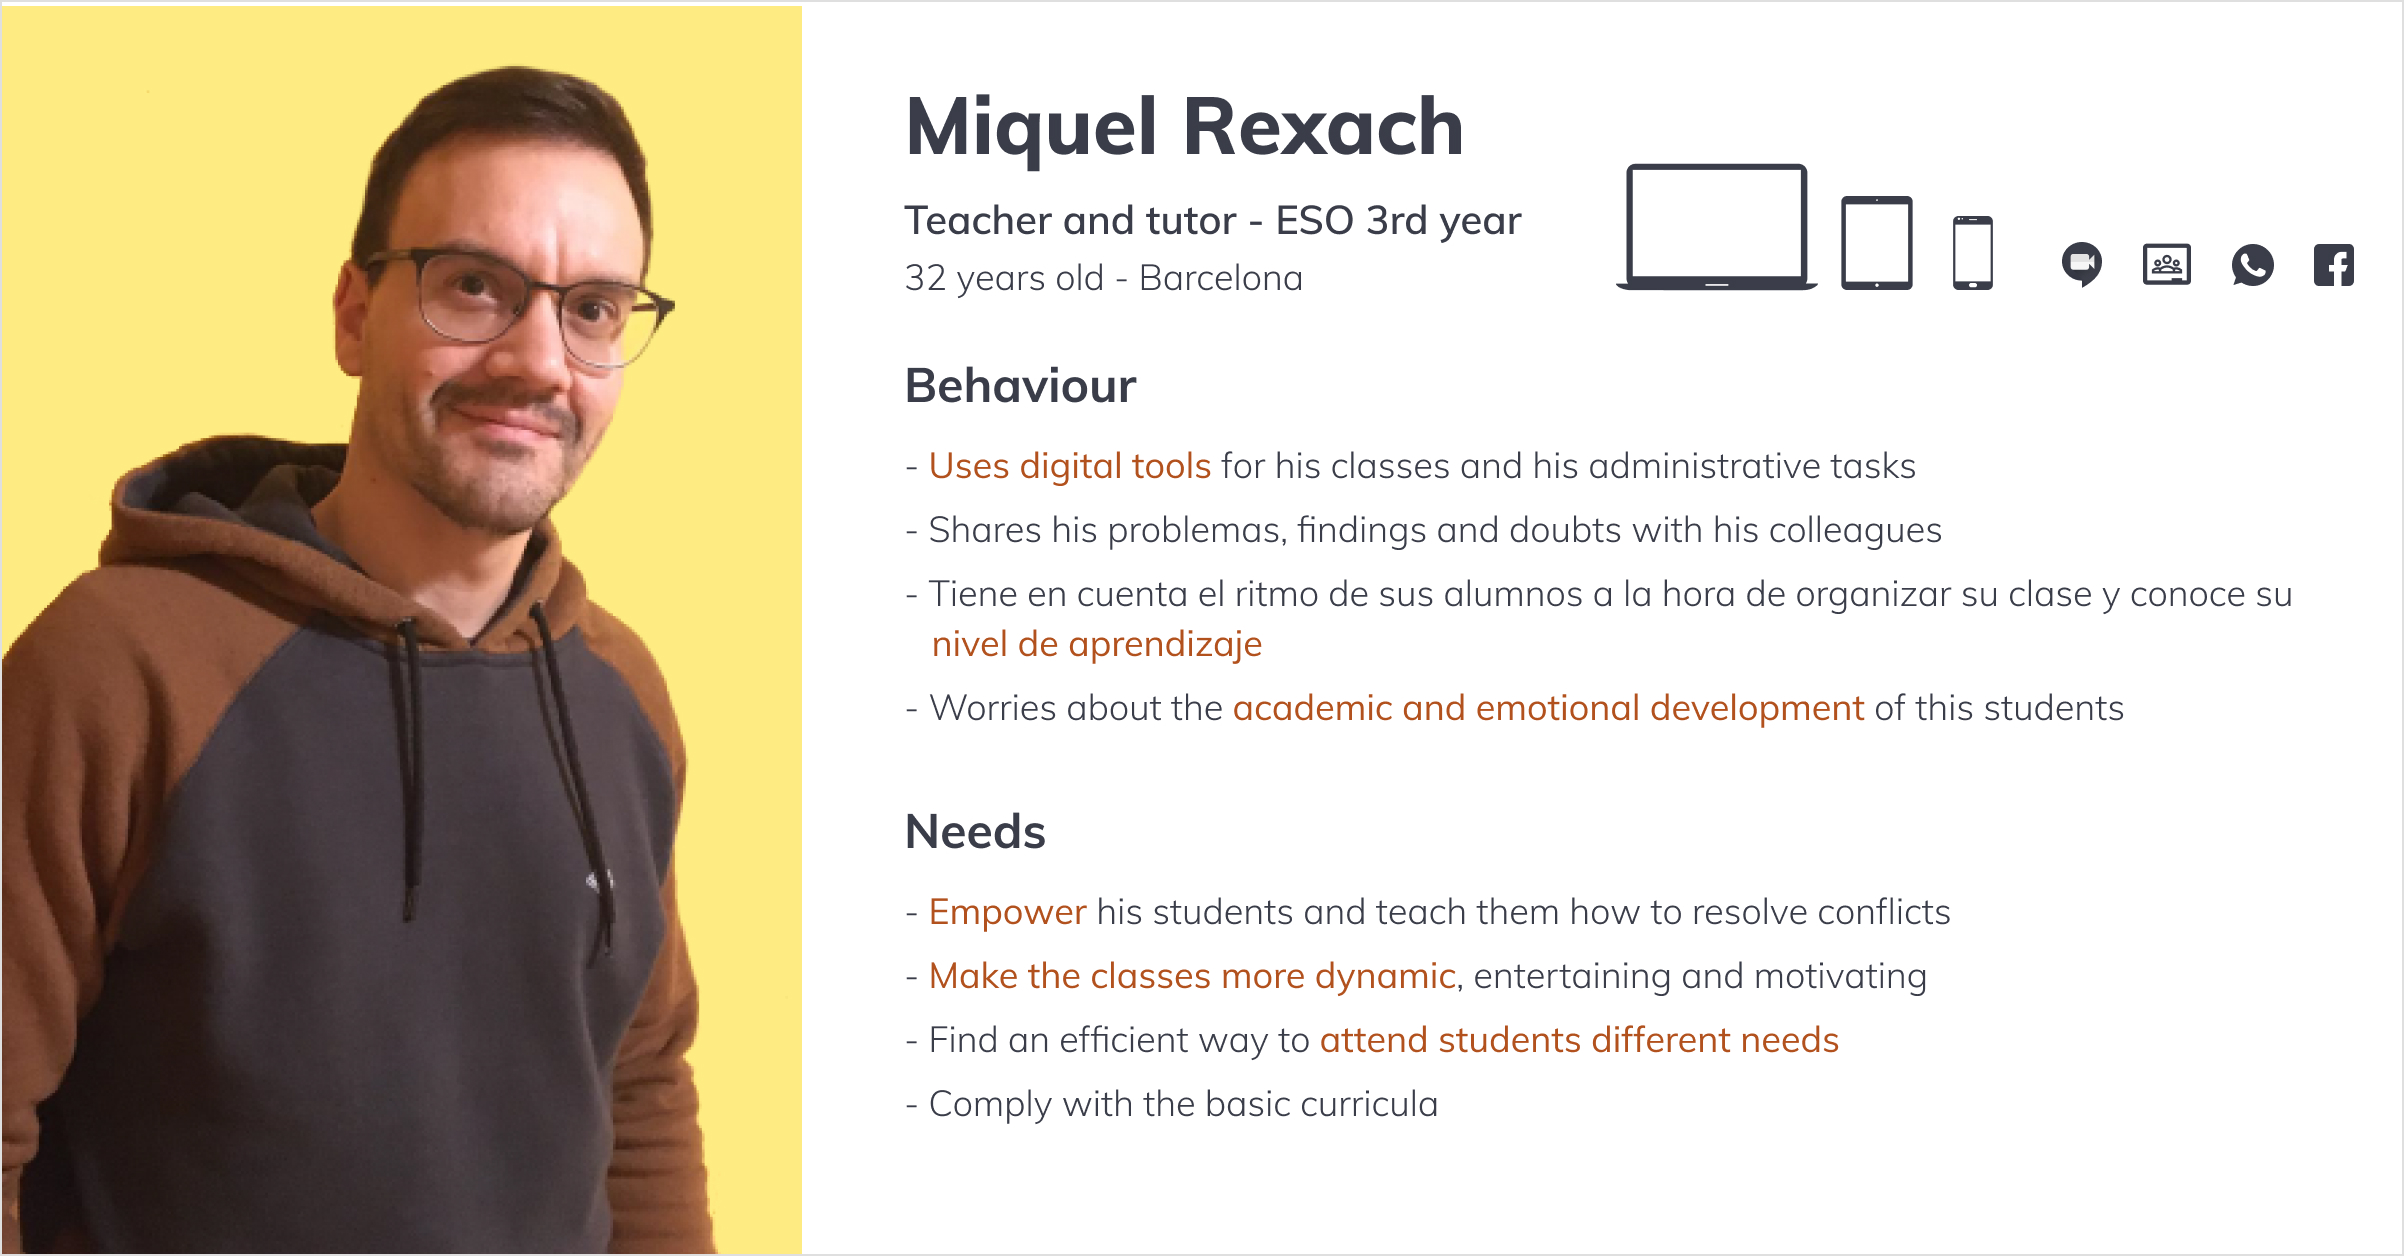 Miquel Rexach
Teacher and tutor - ESO 3rd year
32 years old - Barcelona
Behaviour
- Uses digital tools for his classes and his administrative tasks
- Shares his problemas, findings and doubts with his colleagues
- Tiene en cuenta el ritmo de sus alumnos a la hora de organizar su clase y conoce su
nivel de aprendizaje
- Worries about the academic and emotional development of this students
Needs
- Empower his students and teach them how to resolve conflicts
- Make the classes more dynamic, entertaining and motivating
- Find an efficient way to attend students different needs
- Comply with the basic curricula